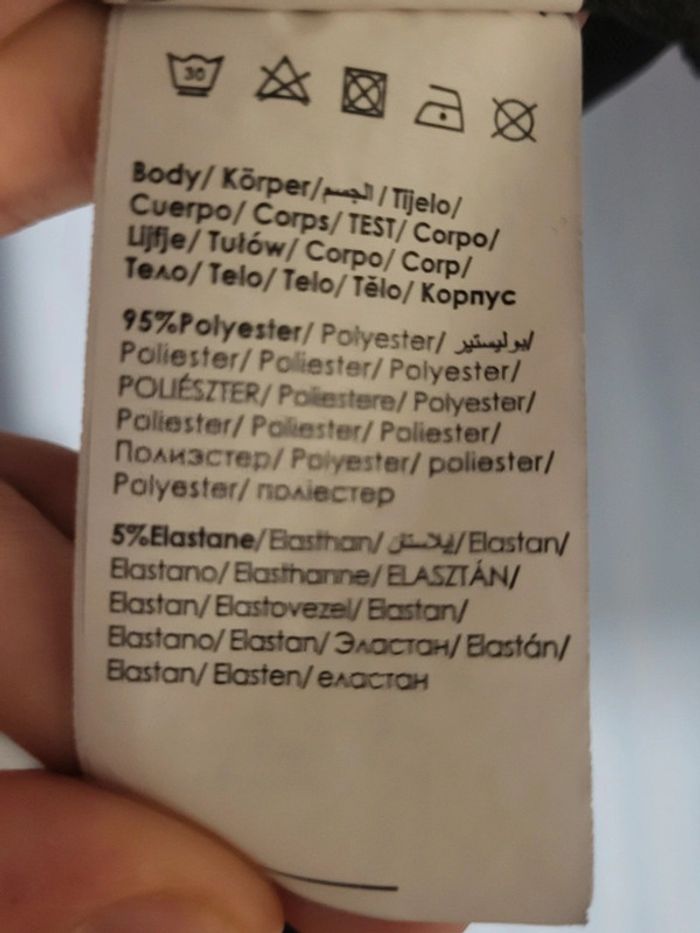 30
Body/ Körper/الجسم/Tijelo/
Cuerpo/ Corps/ TEST/ Corpo/
Lijfje/ Tułów/ Corpo/ Corp/
Тело/ Telo/ Telo/ Tělo/ Корпус
95%Polyester/ Polyester/ بوليستير/
Poliester/ Poliester/ Polyester/
POLIÉSZTER/ Poliestere/ Polyester/
Poliester/ Poliester/ Poliester/
Полиэстер/ Polyester/ poliester/
Polyester/ поліестер
5%Elastane/Elasthan/ إيلاستان/Elastan/
Elastano/ Elasthanne/ ELASZTÁN/
Elastan/ Elastovezel/ Elastan/
Elastano/ Elastan/ Эластан/ Elastán/
Elastan/ Elasten/ еластан